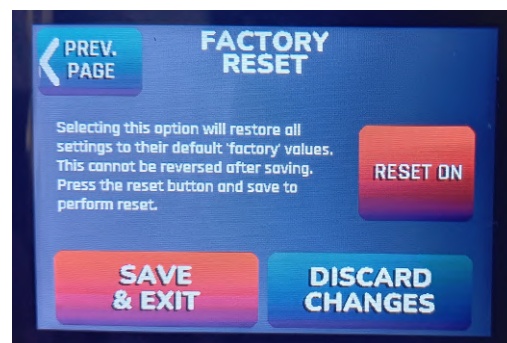 PREV.
PAGE
FACTORY
RESET
Selecting this option will restore all
settings to their default 'factory' values.
This cannot be reversed after saving.
Press the reset button and save to
perform reset.
RESET ON
SAVE
& EXIT
DISCARD
CHANGES